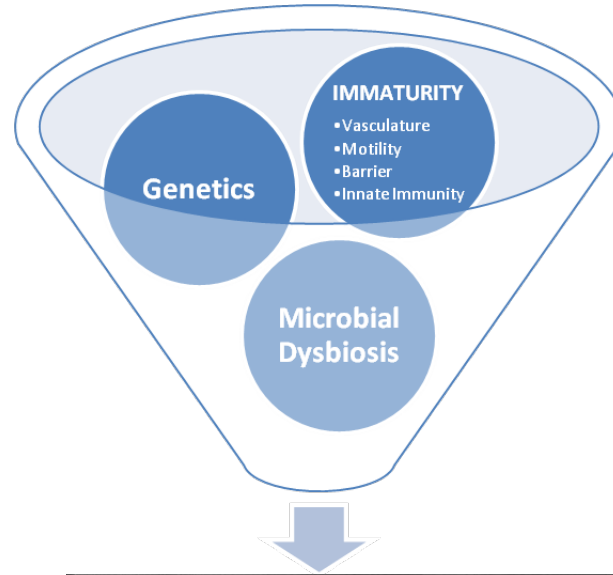 IMMATURITY
▪Vasculature
▪Motility
▪Barrier
▪Innate Immunity
Genetics
Microbial
Dysbiosis